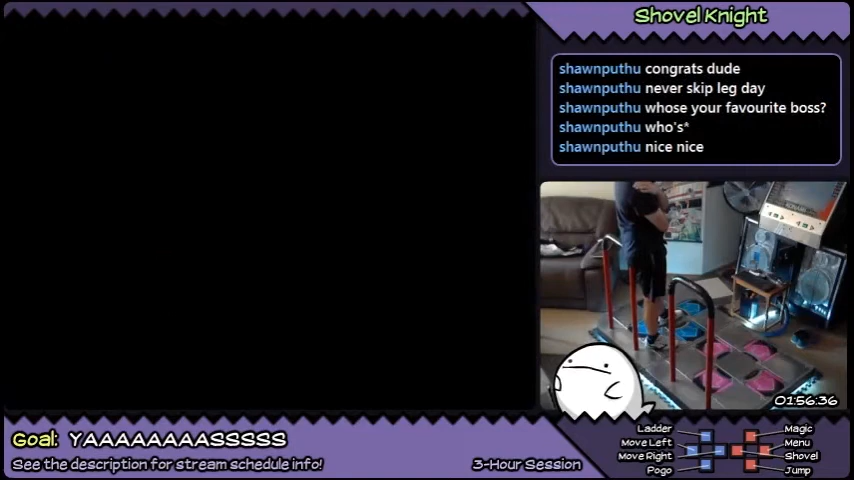 Shovel Knight
shawnputhu congrats dude
shawnputhu never skip leg day
shawnputhu whose your favourite boss?
shawnputhu who's*
shawnputhu nice nice
KONAMI
01:56:36
Goal: YAAAAAAAASSSSS
See the description for stream schedule info!
3-Hour Session
Ladder
Move Left
Move Right
Pogo
Magic
Menu
Shovel
Jump